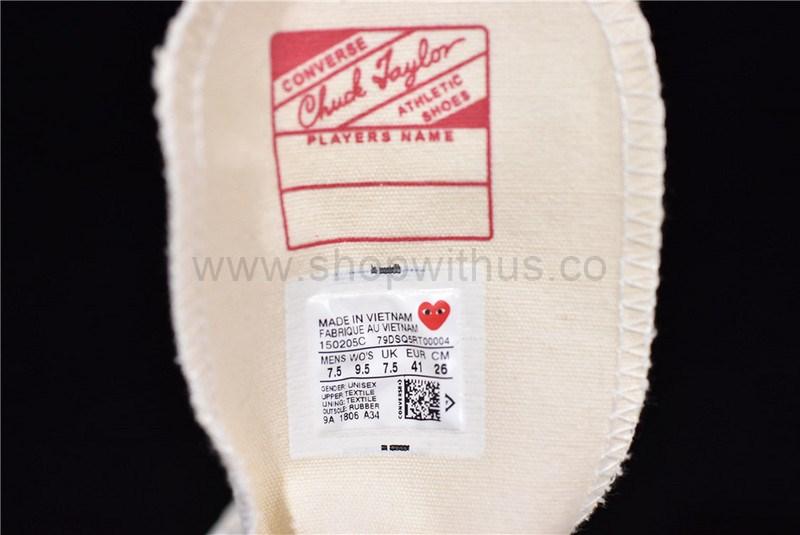 CONVERSE
Chuck Taylor
ATHLETIC
SHOES
PLAYERS NAME
www.shopwithus.co
MADE IN VIETNAM
FABRIQUE AU VIETNAM
150205C 79DSQ5RT00004
MENS WO'S UK EUR CM
7.5 9.5 7.5 41 26
GENDER: UNISEX
UPPER: TEXTILE
LINING: TEXTILE
OUTSOLE: RUBBER
9A 1806 A34
CONVERSE